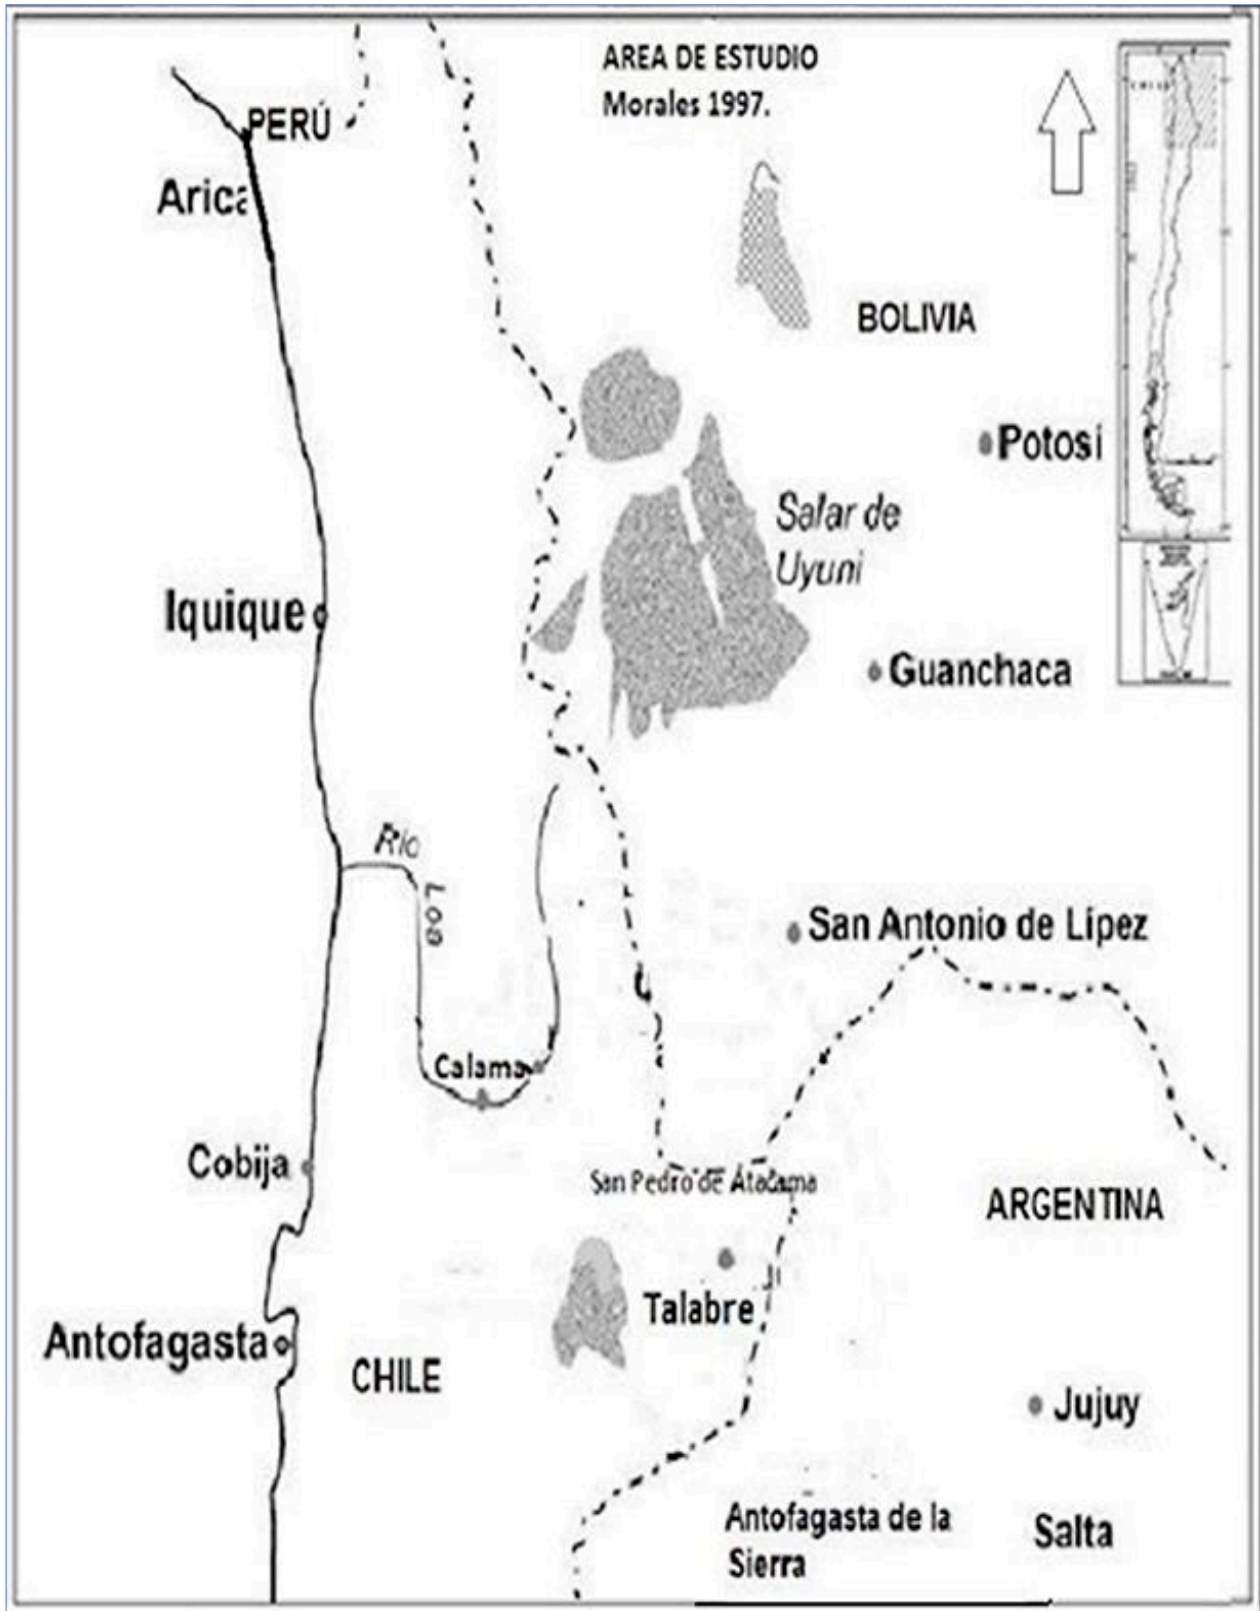 AREA DE ESTUDIO
Morales 1997.
PERÚ
Arica
BOLIVIA
Potosí
Salar de
Uyuni
Iquique
Guanchaca
Río
Loa
San Antonio de Lípez
Calama
Cobija
San Pedro de Atacama
ARGENTINA
Talabre
Antofagasta
CHILE
Jujuy
Antofagasta de la
Sierra
Salta